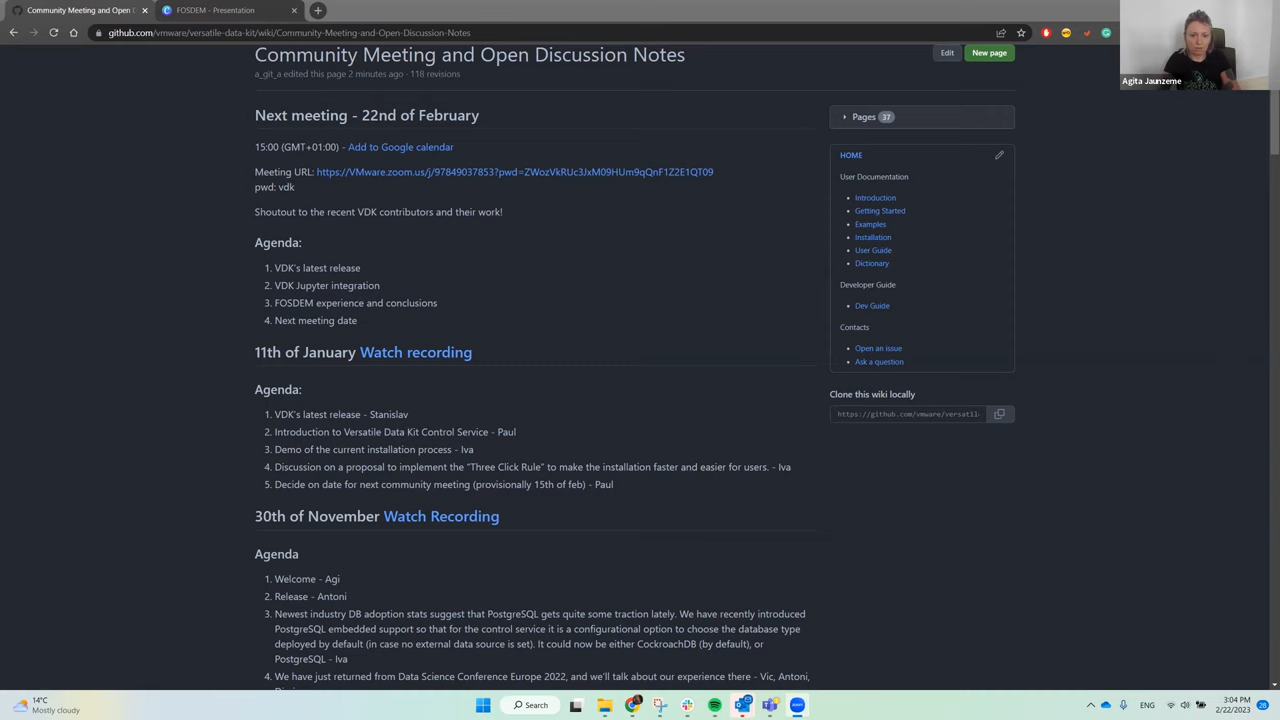 Community Meeting and Open D
FOSDEM - Presentation
github.com/vmware/versatile-data-kit/wiki/Community-Meeting-and-Open-Discussion-Notes
Agita Jaunzeme
Community Meeting and Open Discussion Notes
Edit
New page
a_git_a edited this page 2 minutes ago · 118 revisions
Next meeting - 22nd of February
15:00 (GMT+01:00) - Add to Google calendar
Meeting URL: https://VMware.zoom.us/j/97849037853?pwd=ZWozVkRUc3JxM09HUm9qQnF1Z2E1QT09
pwd: vdk
Shoutout to the recent VDK contributors and their work!
Agenda:
1. VDK's latest release
2. VDK Jupyter integration
3. FOSDEM experience and conclusions
4. Next meeting date
11th of January Watch recording
Agenda:
1. VDK's latest release - Stanislav
2. Introduction to Versatile Data Kit Control Service - Paul
3. Demo of the current installation process - Iva
4. Discussion on a proposal to implement the "Three Click Rule" to make the installation faster and easier for users. - Iva
5. Decide on date for next community meeting (provisionally 15th of feb) - Paul
30th of November Watch Recording
Agenda
1. Welcome - Agi
2. Release - Antoni
3. Newest industry DB adoption stats suggest that PostgreSQL gets quite some traction lately. We have recently introduced
PostgreSQL embedded support so that for the control service it is a configurational option to choose the database type
deployed by default (in case no external data source is set). It could now be either CockroachDB (by default), or
PostgreSQL - Iva
4. We have just returned from Data Science Conference Europe 2022, and we'll talk about our experience there - Vic, Antoni,
Pages 37
HOME
User Documentation
Introduction
Getting Started
Examples
Installation
User Guide
Dictionary
Developer Guide
Dev Guide
Contacts
Open an issue
Ask a question
Clone this wiki locally
https://github.com/vmware/versatil
14°C
Mostly cloudy
Search
ENG
3:04 PM
2/22/2023
28